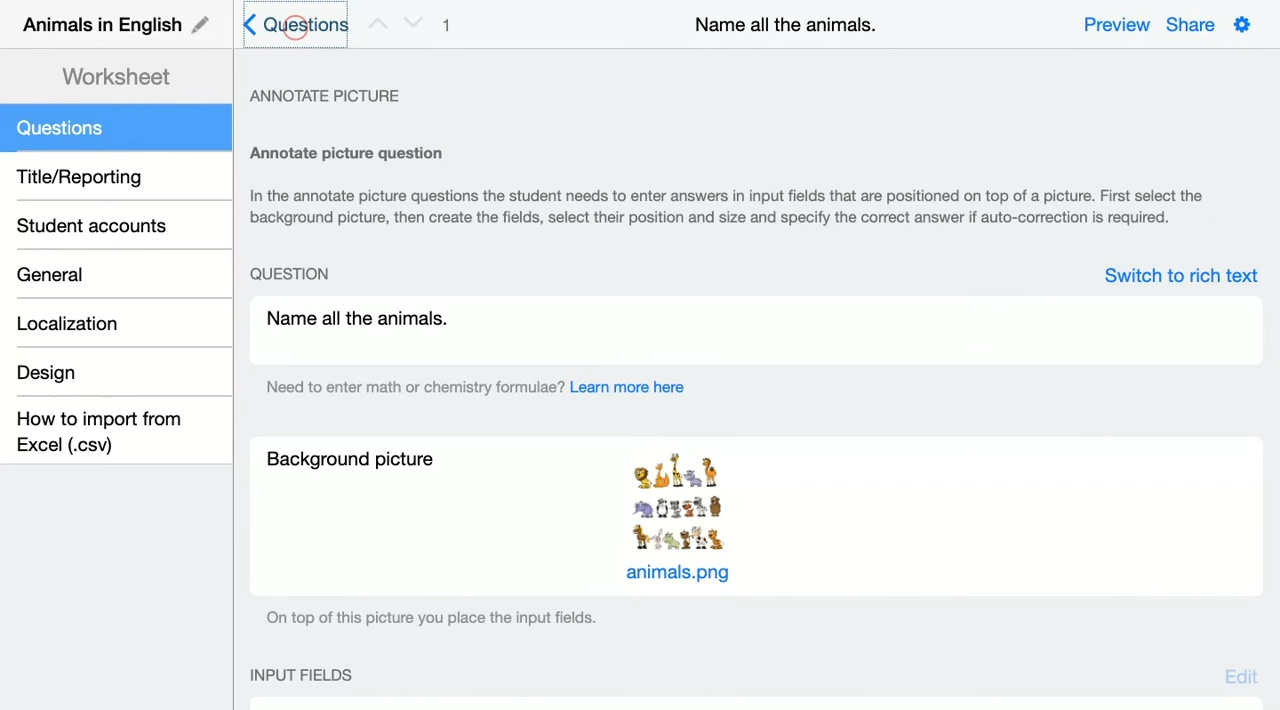 Animals in English
Questions
1
Name all the animals.
Preview
Share
Worksheet
Questions
Title/Reporting
Student accounts
General
Localization
Design
How to import from
Excel (.csv)
ANNOTATE PICTURE
Annotate picture question
In the annotate picture questions the student needs to enter answers in input fields that are positioned on top of a picture. First select the
background picture, then create the fields, select their position and size and specify the correct answer if auto-correction is required.
QUESTION
Switch to rich text
Name all the animals.
Need to enter math or chemistry formulae? Learn more here
Background picture
animals.png
On top of this picture you place the input fields.
INPUT FIELDS
Edit